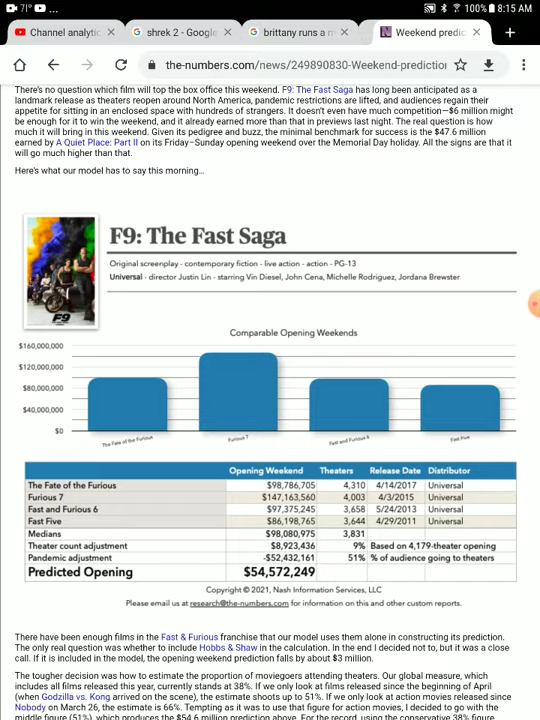 71° ...
100% 8:15 AM
Channel analytic
shrek 2 - Google
brittany runs a m
Weekend predic
the-numbers.com/news/249890830-Weekend-predictio
There's no question which film will top the box office this weekend. F9: The Fast Saga has long been anticipated as a
landmark release as theaters reopen around North America, pandemic restrictions are lifted, and audiences regain their
appetite for sitting in an enclosed space with hundreds of strangers. It doesn't even have much competition—$6 million might
be enough for it to win the weekend, and it already earned more than that in previews last night. The real question is how
much it will bring in this weekend. Given its pedigree and buzz, the minimal benchmark for success is the $47.6 million
earned by A Quiet Place: Part II on its Friday–Sunday opening weekend over the Memorial Day holiday. All the signs are that it
will go much higher than that.
Here's what our model has to say this morning...
F9: The Fast Saga
Original screenplay - contemporary fiction - live action - action - PG-13
Universal - director Justin Lin - starring Vin Diesel, John Cena, Michelle Rodriguez, Jordana Brewster
F9
Comparable Opening Weekends
$160,000,000
$120,000,000
$80,000,000
$40,000,000
$0
The Fate of the Furious
Furious 7
Fast and Furious 6
Fast Five
Opening Weekend Theaters Release Date Distributor
The Fate of the Furious $98,786,705 4,310 4/14/2017 Universal
Furious 7 $147,163,560 4,003 4/3/2015 Universal
Fast and Furious 6 $97,375,245 3,658 5/24/2013 Universal
Fast Five $86,198,765 3,644 4/29/2011 Universal
Medians $98,080,975 3,831
Theater count adjustment $8,923,436 9% Based on 4,179-theater opening
Pandemic adjustment -$52,432,161 51% % of audience going to theaters
Predicted Opening $54,572,249
Copyright © 2021, Nash Information Services, LLC
Please email us at research@the-numbers.com for information on this and other custom reports.
There have been enough films in the Fast & Furious franchise that our model uses them alone in constructing its prediction.
The only real question was whether to include Hobbs & Shaw in the calculation. In the end I decided not to, but it was a close
call. If it is included in the model, the opening weekend prediction falls by about $3 million.
The tougher decision was how to estimate the proportion of moviegoers attending theaters. Our global measure, which
includes all films released this year, currently stands at 38%. If we only look at films released since the beginning of April
(when Godzilla vs. Kong arrived on the scene), the estimate shoots up to 51%. If we only look at action movies released since
Nobody on March 26, the estimate is 66%. Tempting as it was to use that figure for action movies, I decided to go with the
middle figure (51%), which produces the $54.6 million prediction above. For the record, using the conservative 38% figure